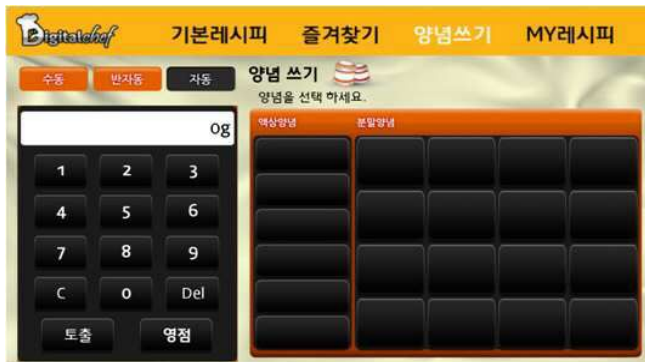 Digitalchef 기본레시피 즐겨찾기 양념쓰기 MY레시피
수동 반자동 자동
양념 쓰기
양념을 선택 하세요.
0g
1 2 3
4 5 6
7 8 9
C 0 Del
토출 영점
액상양념 분말양념